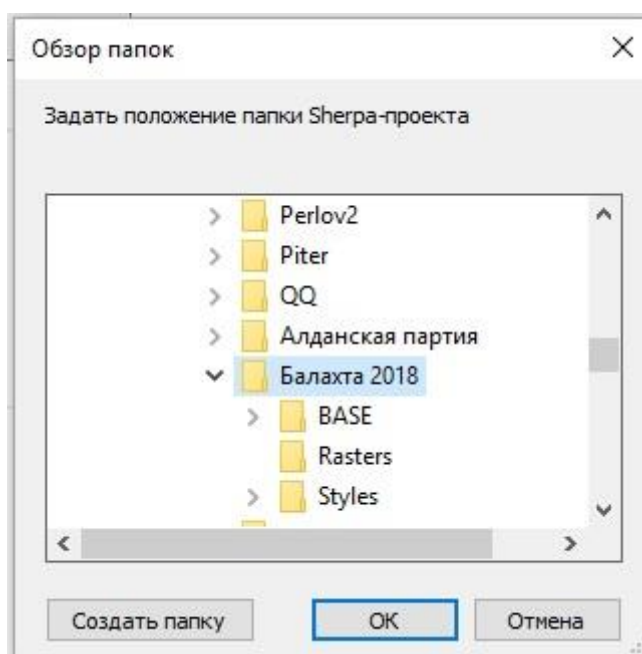 Обзор папок
Задать положение папки Sherpa-проекта
Perlov2
Piter
QQ
Алданская партия
Балахта 2018
BASE
Rasters
Styles
Создать папку
OK
Отмена